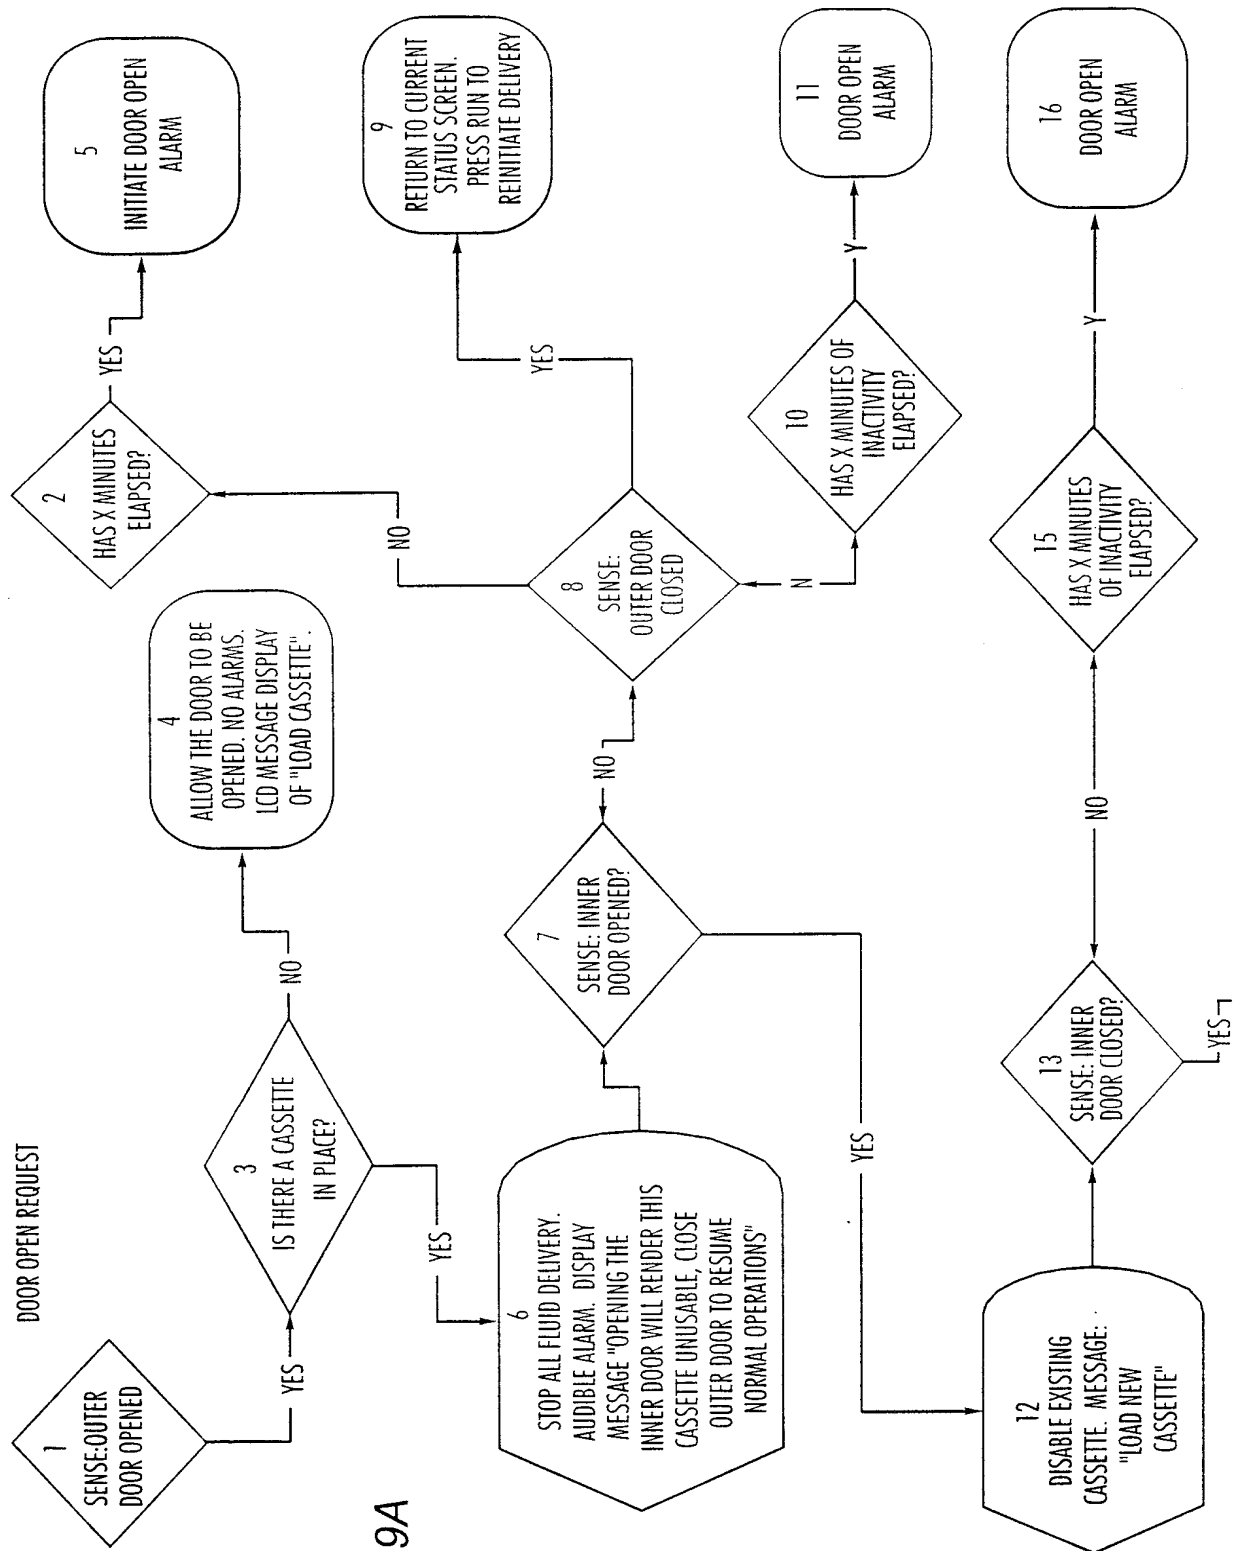 DOOR OPEN REQUEST
1
SENSE:OUTER
DOOR OPENED
YES
3
IS THERE A CASSETTE
IN PLACE?
NO
4
ALLOW THE DOOR TO BE
OPENED. NO ALARMS.
LCD MESSAGE DISPLAY
OF "LOAD CASSETTE".
2
HAS X MINUTES
ELAPSED?
YES
5
INITIATE DOOR OPEN
ALARM
YES
6
STOP ALL FLUID DELIVERY.
AUDIBLE ALARM. DISPLAY
MESSAGE "OPENING THE
INNER DOOR WILL RENDER THIS
CASSETTE UNUSABLE, CLOSE
OUTER DOOR TO RESUME
NORMAL OPERATIONS"
7
SENSE: INNER
DOOR OPENED?
NO
8
SENSE:
OUTER DOOR
CLOSED
NO
YES
9
RETURN TO CURRENT
STATUS SCREEN.
PRESS RUN TO
REINITIATE DELIVERY
N
10
HAS X MINUTES OF
INACTIVITY
ELAPSED?
Y
11
DOOR OPEN
ALARM
YES
12
DISABLE EXISTING
CASSETTE. MESSAGE:
"LOAD NEW
CASSETTE"
13
SENSE: INNER
DOOR CLOSED?
YES
NO
15
HAS X MINUTES
OF INACTIVITY
ELAPSED?
Y
16
DOOR OPEN
ALARM
9A